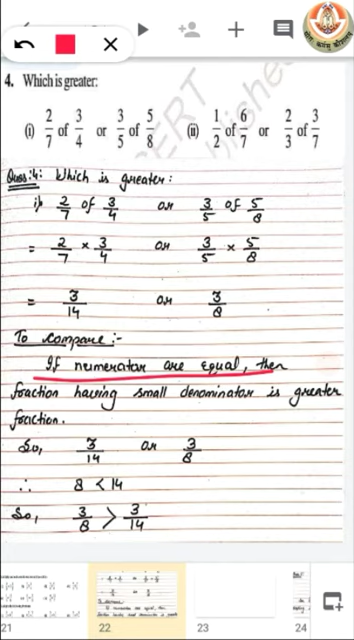 4. Which is greater:
(i) 2/7 of 3/4 or 3/5 of 5/8 (ii) 1/2 of 6/7 or 2/3 of 3/7
Ques:4: Which is greater:
i) 2/7 of 3/4 or 3/5 of 5/8
= 2/7 × 3/4 or 3/5 × 5/8
= 3/14 or 3/8
To compare:-
If numerator are equal, then
fraction having small denominator is greater
fraction.
So, 3/14 or 3/8
∴ 8 < 14
So, 3/8 > 3/14
21 22 23 24